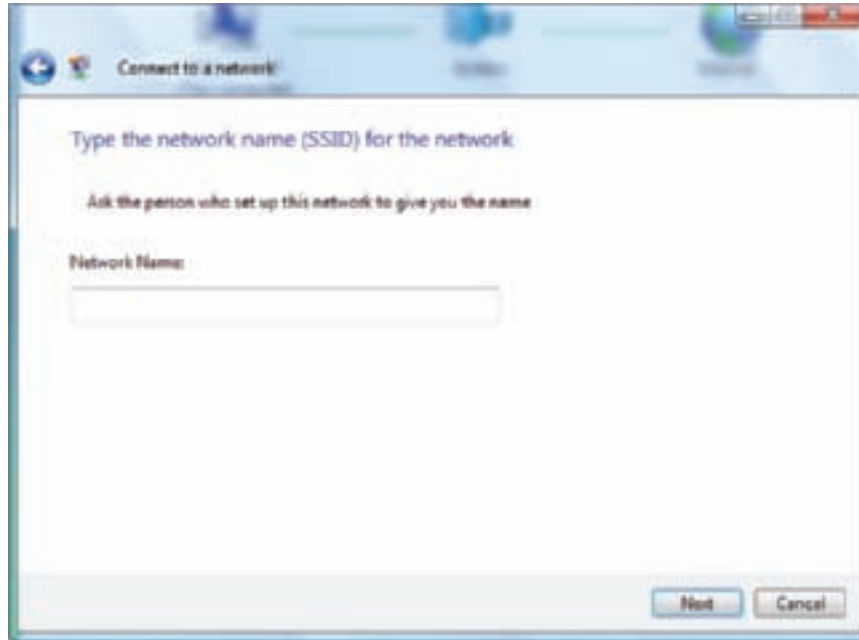 Connect to a network
Type the network name (SSID) for the network
Ask the person who set up this network to give you the name
Network Name:
Next
Cancel